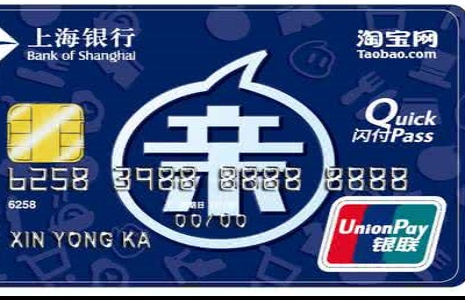 上海银行
Bank of Shanghai
淘宝网
Taobao.com
亲
Quick
闪付Pass
6258 3988 8888 8888
6258
00/00
XIN YONG KA
UnionPay
银联